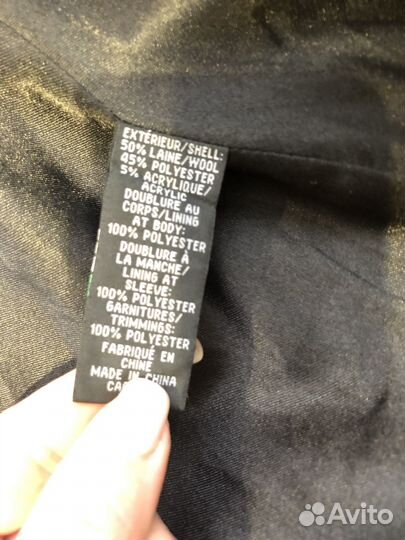 EXTÉRIEUR/SHELL:
50% LAINE/WOOL
45% POLYESTER
5% ACRYLIQUE/
ACRYLIC
DOUBLURE AU
CORPS/LINING
AT BODY:
100% POLYESTER
DOUBLURE À
LA MANCHE/
LINING AT
SLEEVE:
100% POLYESTER
GARNITURES/
TRIMMINGS:
100% POLYESTER
FABRIQUÉ EN
CHINE
MADE IN CHINA
Avito